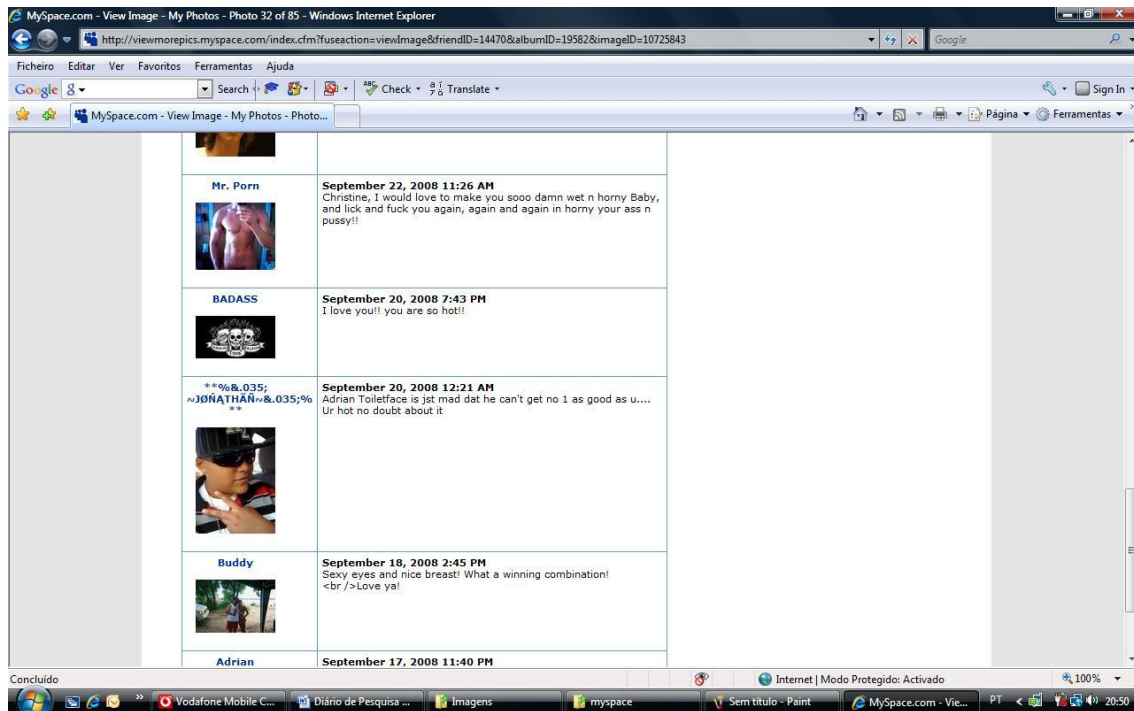 MySpace.com - View Image - My Photos - Photo 32 of 85 - Windows Internet Explorer
http://viewmorepics.myspace.com/index.cfm?fuseaction=viewImage&friendID=14470&albumID=19582&imageID=10725843
Google
Ficheiro Editar Ver Favoritos Ferramentas Ajuda
Google Search Check Translate Sign In
MySpace.com - View Image - My Photos - Photo... Página Ferramentas
Mr. Porn
September 22, 2008 11:26 AM
Christine, I would love to make you sooo damn wet n horny Baby,
and lick and fuck you again, again and again in horny your ass n
pussy!!
BADASS
September 20, 2008 7:43 PM
I love you!! you are so hot!!
**%&.035;
~JØŃĄTHÄÑ~&.035;%
**
September 20, 2008 12:21 AM
Adrian Toiletface is jst mad dat he can't get no 1 as good as u....
Ur hot no doubt about it
Buddy
September 18, 2008 2:45 PM
Sexy eyes and nice breast! What a winning combination!
<br />Love ya!
Adrian
September 17, 2008 11:40 PM
Concluído Internet | Modo Protegido: Activado 100%
Vodafone Mobile C... Diário de Pesquisa ... Imagens myspace Sem título - Paint MySpace.com - Vie... PT 20:50